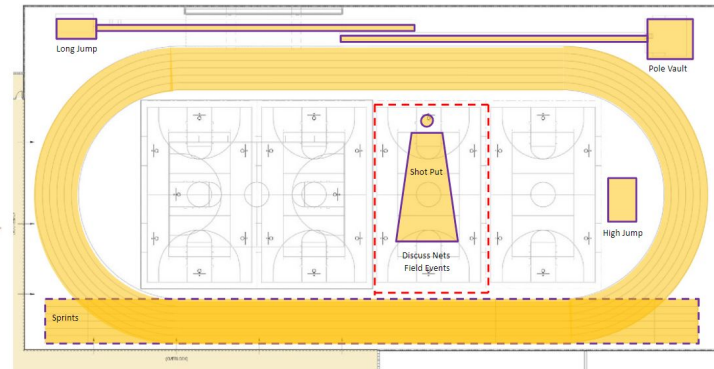 Long Jump
Pole Vault
Shot Put
High Jump
Discuss Nets
Field Events
Sprints